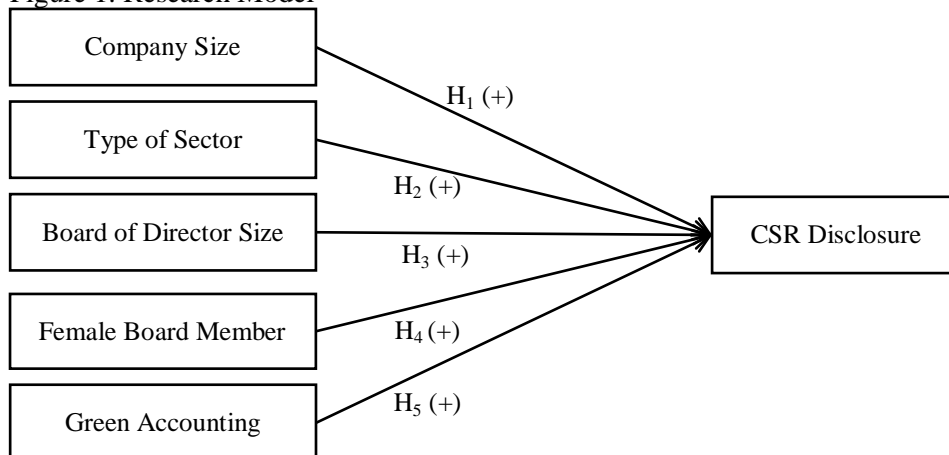 Figure 1. Research Model
Company Size
H₁ (+)
Type of Sector
H₂ (+)
Board of Director Size
CSR Disclosure
H₃ (+)
Female Board Member
H₄ (+)
H₅ (+)
Green Accounting